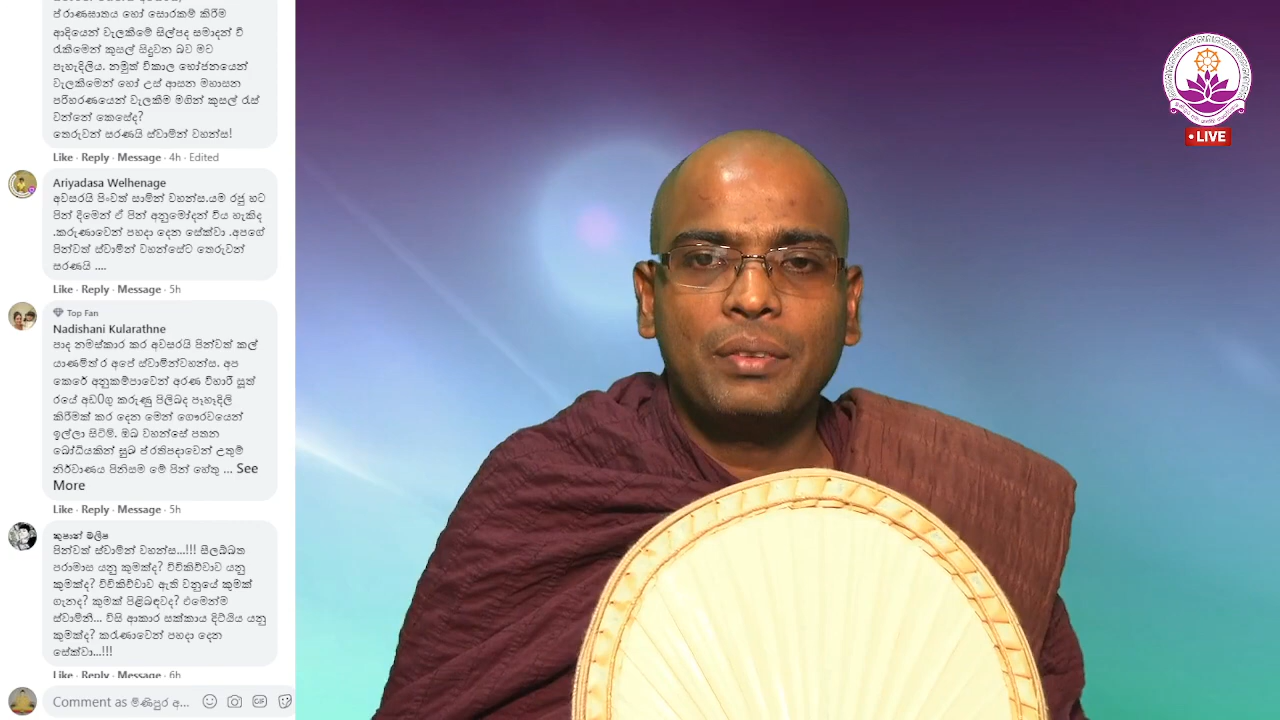 ප්රාණඝාතය හෝ සොරකම් කිරීම
ආදියෙන් වැලකීමේ සිල්පද සමාදන් වී
රැකීමෙන් කුසල් සිදුවන බව මට
පැහැදිලිය. නමුත් විකාල භෝජනයෙන්
වැලකීමෙන් හෝ උස් ආසන මහාසන
පරිහරණයෙන් වැලකීම මගින් කුසල් රැස්
වන්නේ කෙසේද?
තෙරුවන් සරණයි ස්වාමින් වහන්ස!
Like · Reply · Message · 4h · Edited
Ariyadasa Welhenage
අවසරයි පිංවත් සාමින් වහන්ස.යම් රජු හට
පින් දීමෙන් ඒ පින් අනුමෝදන් විය හැකිද
.කරුණාවෙන් පහදා දෙන සේක්වා .අපගේ
පින්වත් ස්වාමීන් වහන්සේට තෙරුවන්
සරණයි ....
Like · Reply · Message · 5h
Top Fan
Nadishani Kularathne
පාද නමස්කාර කර අවසරයි පින්වත් කල්
යාණමිත්ර අපේ ස්වාමින්වහන්ස. අප
කෙරේ අනුකම්පාවෙන් අරණ විහාරී සූත්
රයේ අඩ0ගු කරුණු පිලිබද පැහැදිලි
කිරීමක් කර දෙන මෙන් ගෞරවයෙන්
ඉල්ලා සිටිමි. ඔබ වහන්සේ පතන
බෝධියකින් සුඛ ප්රතිපදාවෙන් උතුම්
නිර්වාණය පිනිසම මේ පින් හේතු ... See
More
Like · Reply · Message · 5h
කුෂාන් මලිෂ
පින්වත් ස්වාමින් වහන්ස...!!! සීලබ්බත
පරාමාස යනු කුමක්ද? විචිකිච්චාව යනු
කුමක්ද? විචිකිච්චාව ඇති වනුයේ කුමක්
ගැනද? කුමක් පිළිබඳවද? එමෙන්ම
ස්වාමිනි... විසි ආකාර සක්කාය දිට්ඨිය යනු
කුමක්ද? කරැණාවෙන් පහදා දෙන
සේක්වා...!!!
Like · Reply · Message · 6h
Comment as මිණිපුර අ...
GIF
LIVE